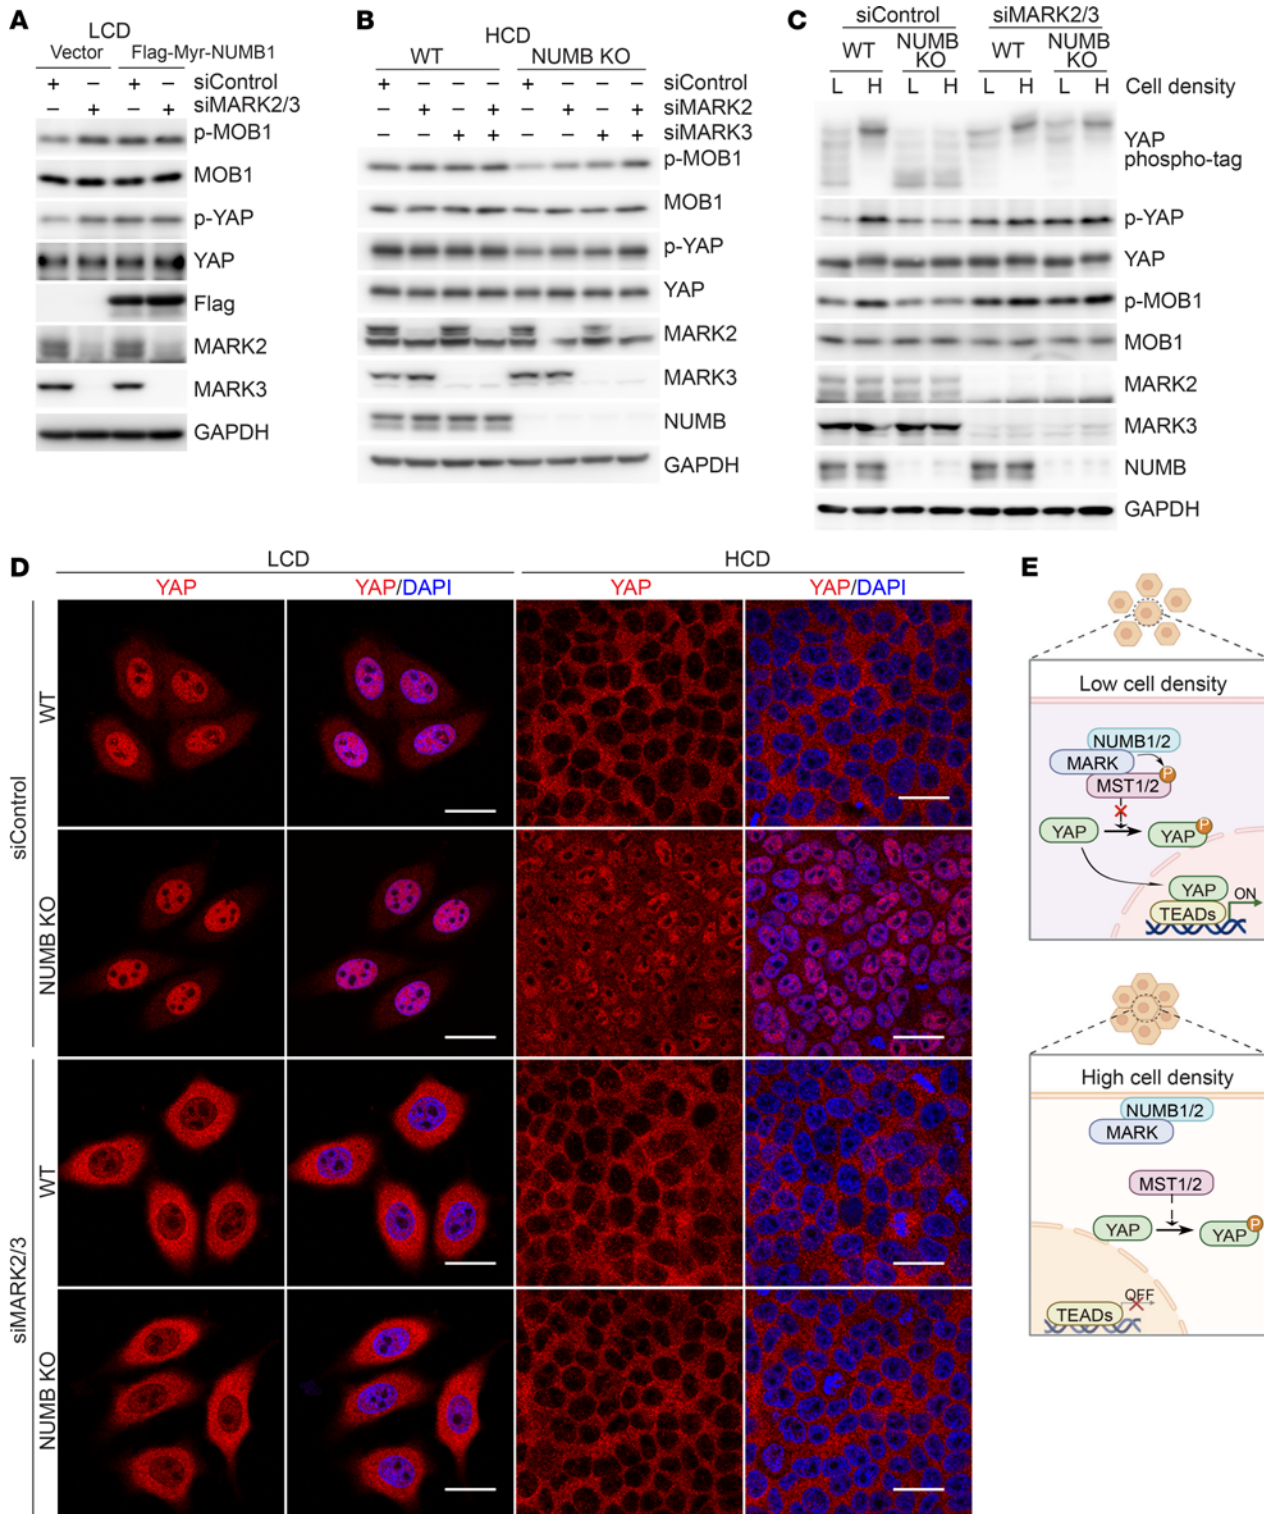 A
LCD
Vector Flag-Myr-NUMB1
+ – + – siControl
– + – + siMARK2/3
p-MOB1
MOB1
p-YAP
YAP
Flag
MARK2
MARK3
GAPDH
B
HCD
WT NUMB KO
+ – – – + – – – siControl
– + – + – + – + siMARK2
– – + + – – + + siMARK3
p-MOB1
MOB1
p-YAP
YAP
MARK2
MARK3
NUMB
GAPDH
C
siControl siMARK2/3
WT NUMB KO WT NUMB KO
L H L H L H L H Cell density
YAP
phospho-tag
p-YAP
YAP
p-MOB1
MOB1
MARK2
MARK3
NUMB
GAPDH
D
LCD HCD
YAP YAP/DAPI YAP YAP/DAPI
siControl
WT
NUMB KO
siMARK2/3
WT
NUMB KO
E
Low cell density
NUMB1/2
MARK
P
MST1/2
YAP YAP P
YAP
ON
TEADs
High cell density
NUMB1/2
MARK
MST1/2
YAP YAP P
OFF
TEADs